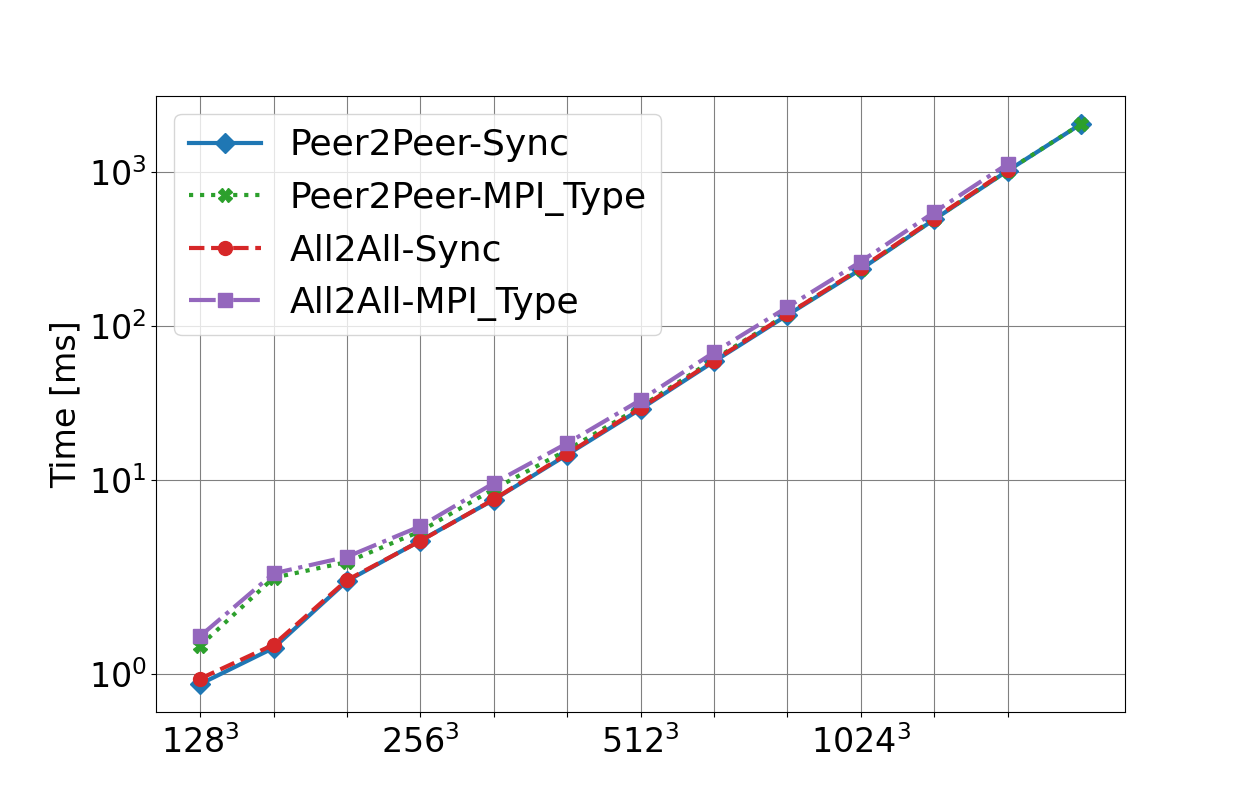 Peer2Peer-Sync
Peer2Peer-MPI_Type
All2All-Sync
All2All-MPI_Type
Time [ms]
10³
10²
10¹
10⁰
128³ 256³ 512³ 1024³